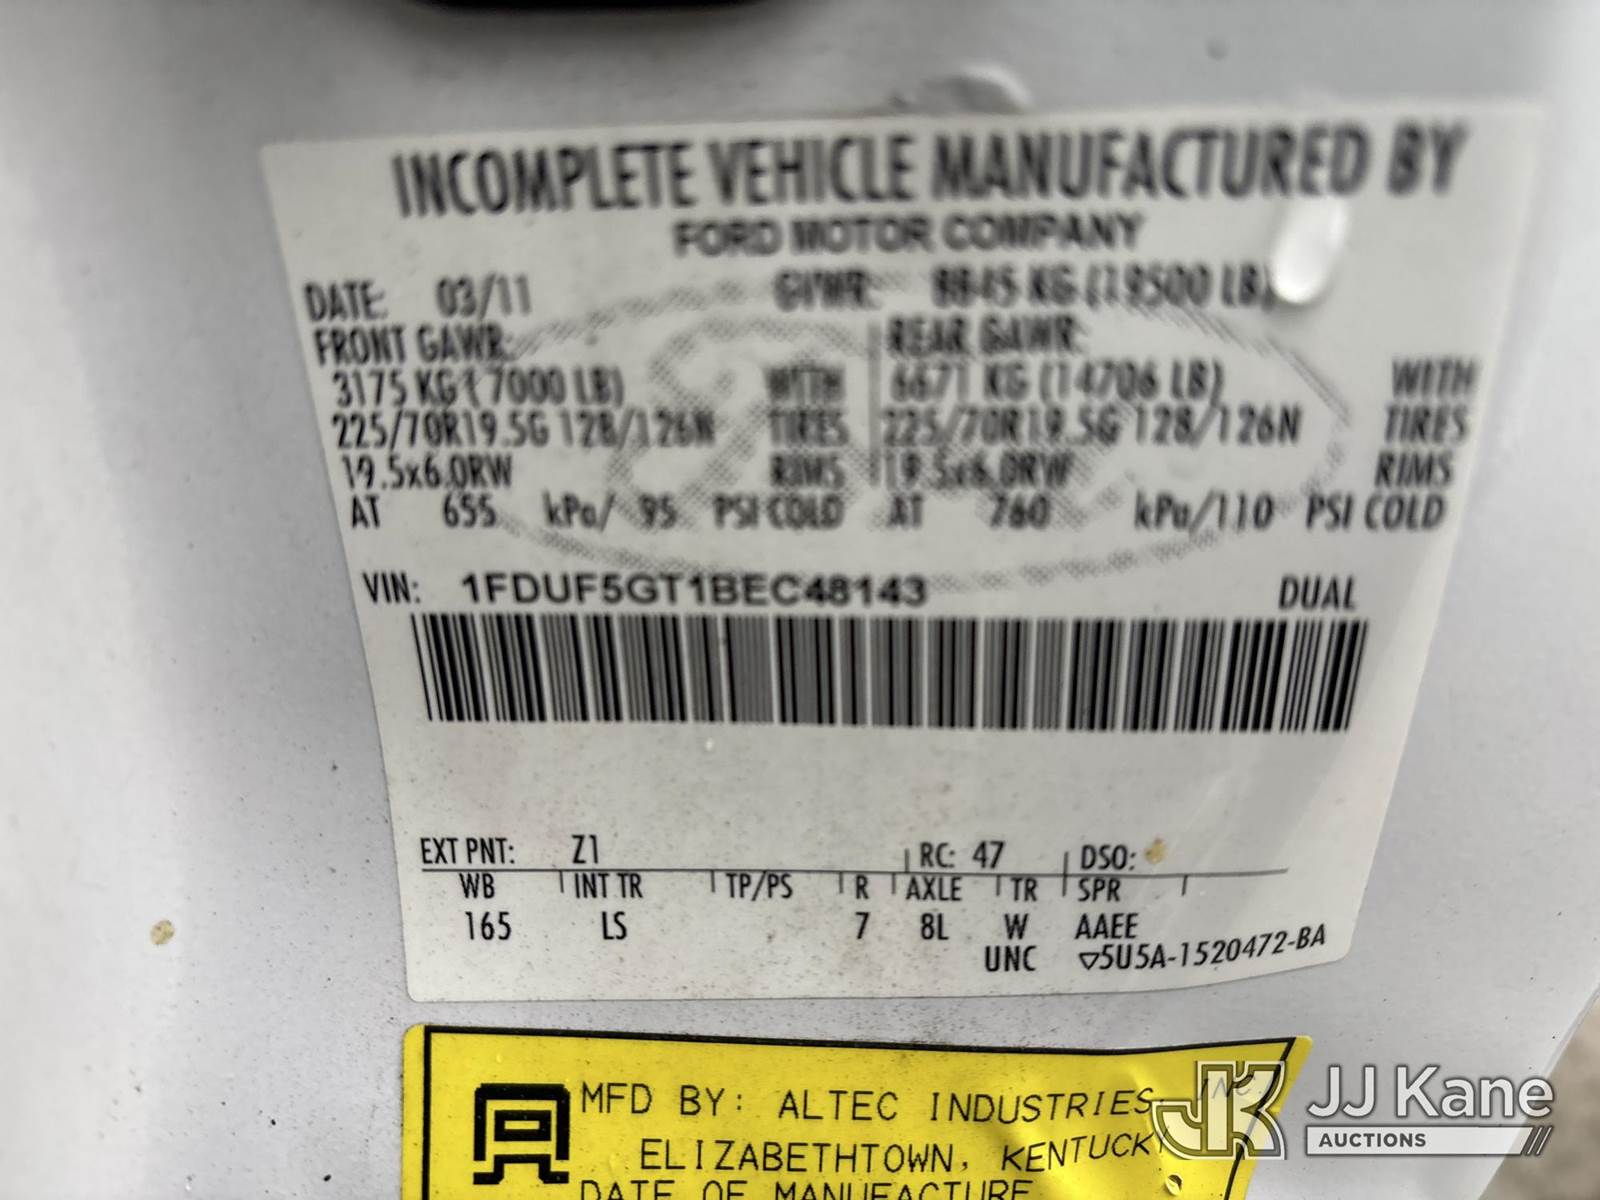 INCOMPLETE VEHICLE MANUFACTURED BY
FORD MOTOR COMPANY
DATE: 03/11 GVWR: 8845 KG (19500 LB)
FRONT GAWR: REAR GAWR:
3175 KG ( 7000 LB) WITH 6671 KG (14706 LB) WITH
225/70R19.5G 128/126N TIRES 225/70R19.5G 128/126N TIRES
19.5x6.0RW RIMS 19.5x6.0RW RIMS
AT 655 kPa/ 95 PSI COLD AT 760 kPa/110 PSI COLD
VIN: 1FDUF5GT1BEC48143 DUAL
EXT PNT: Z1 RC: 47 DSO:
WB INT TR TP/PS R AXLE TR SPR
165 LS 7 8L W AAEE
UNC ▽5U5A-1520472-BA
MFD BY: ALTEC INDUSTRIES, INC.
ELIZABETHTOWN, KENTUCKY
DATE OF MANUFACTURE
JK JJ Kane
AUCTIONS